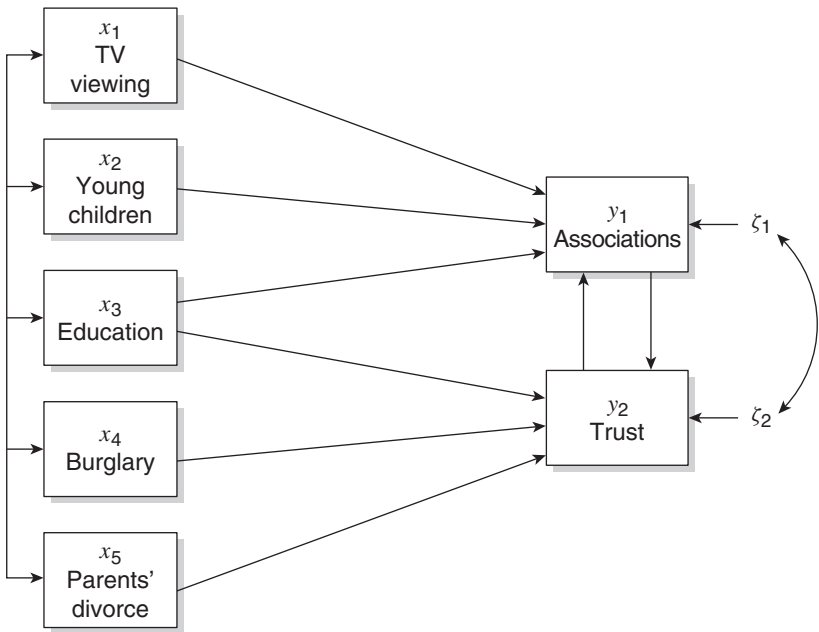 x1
TV
viewing
x2
Young
children
x3
Education
x4
Burglary
x5
Parents’
divorce
y1
Associations
ζ1
y2
Trust
ζ2